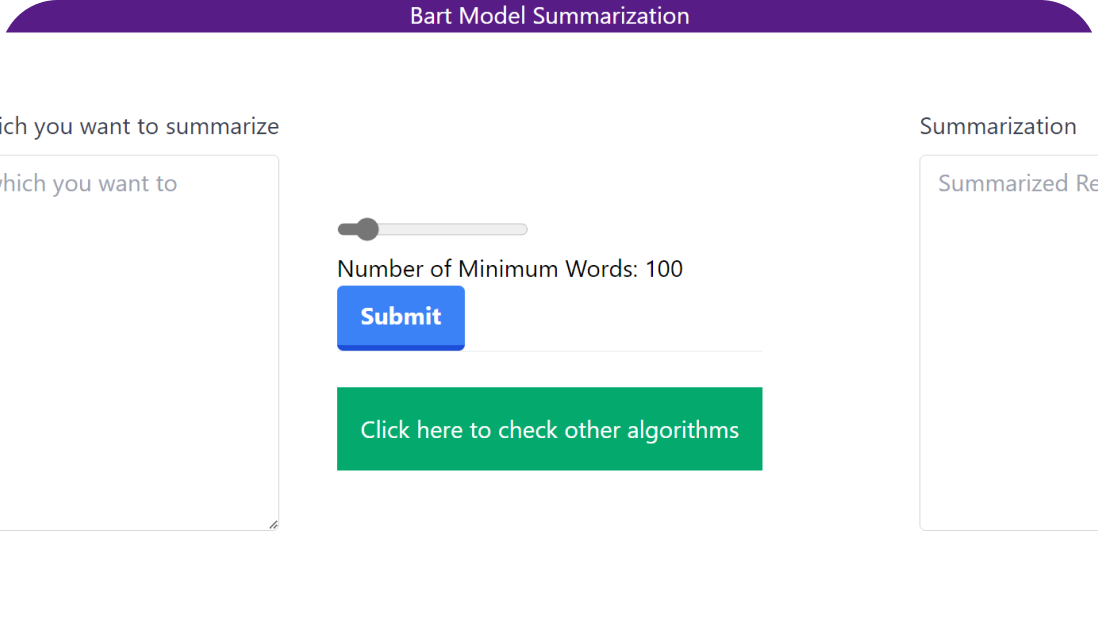 Bart Model Summarization
ich you want to summarize
which you want to
Number of Minimum Words: 100
Submit
Click here to check other algorithms
Summarization
Summarized Re